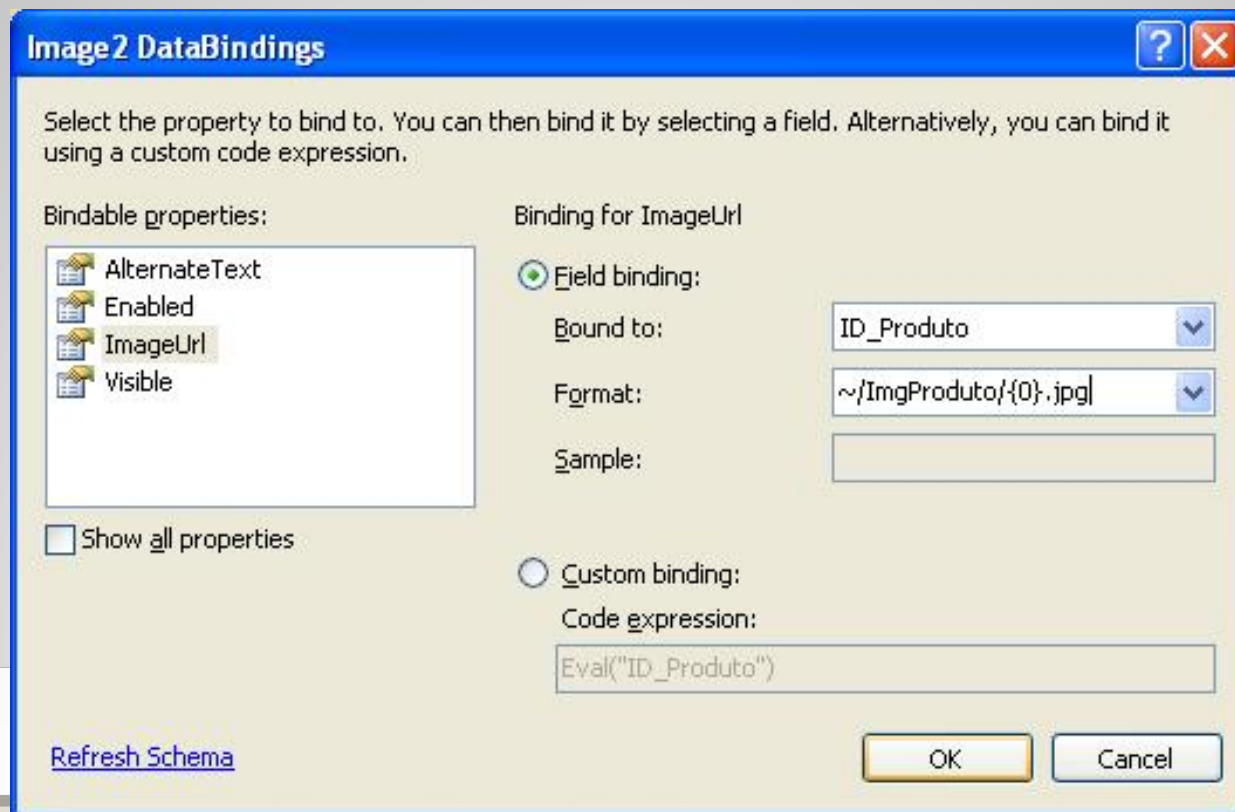 Image2 DataBindings
Select the property to bind to. You can then bind it by selecting a field. Alternatively, you can bind it
using a custom code expression.
Bindable properties:
AlternateText
Enabled
ImageUrl
Visible
Show all properties
Binding for ImageUrl
Field binding:
Bound to: ID_Produto
Format: ~/ImgProduto/{0}.jpg
Sample:
Custom binding:
Code expression:
Eval("ID_Produto")
Refresh Schema OK Cancel